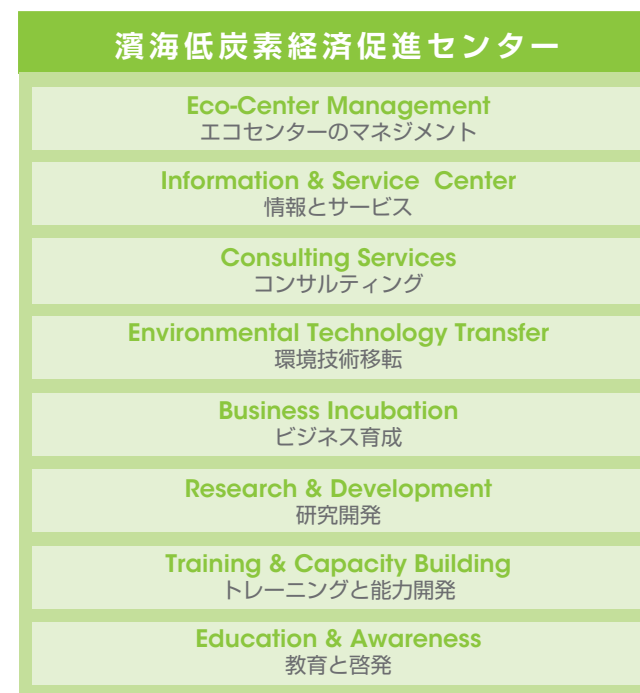 濱海低炭素経済促進センター
Eco-Center Management
エコセンターのマネジメント
Information & Service Center
情報とサービス
Consulting Services
コンサルティング
Environmental Technology Transfer
環境技術移転
Business Incubation
ビジネス育成
Research & Development
研究開発
Training & Capacity Building
トレーニングと能力開発
Education & Awareness
教育と啓発